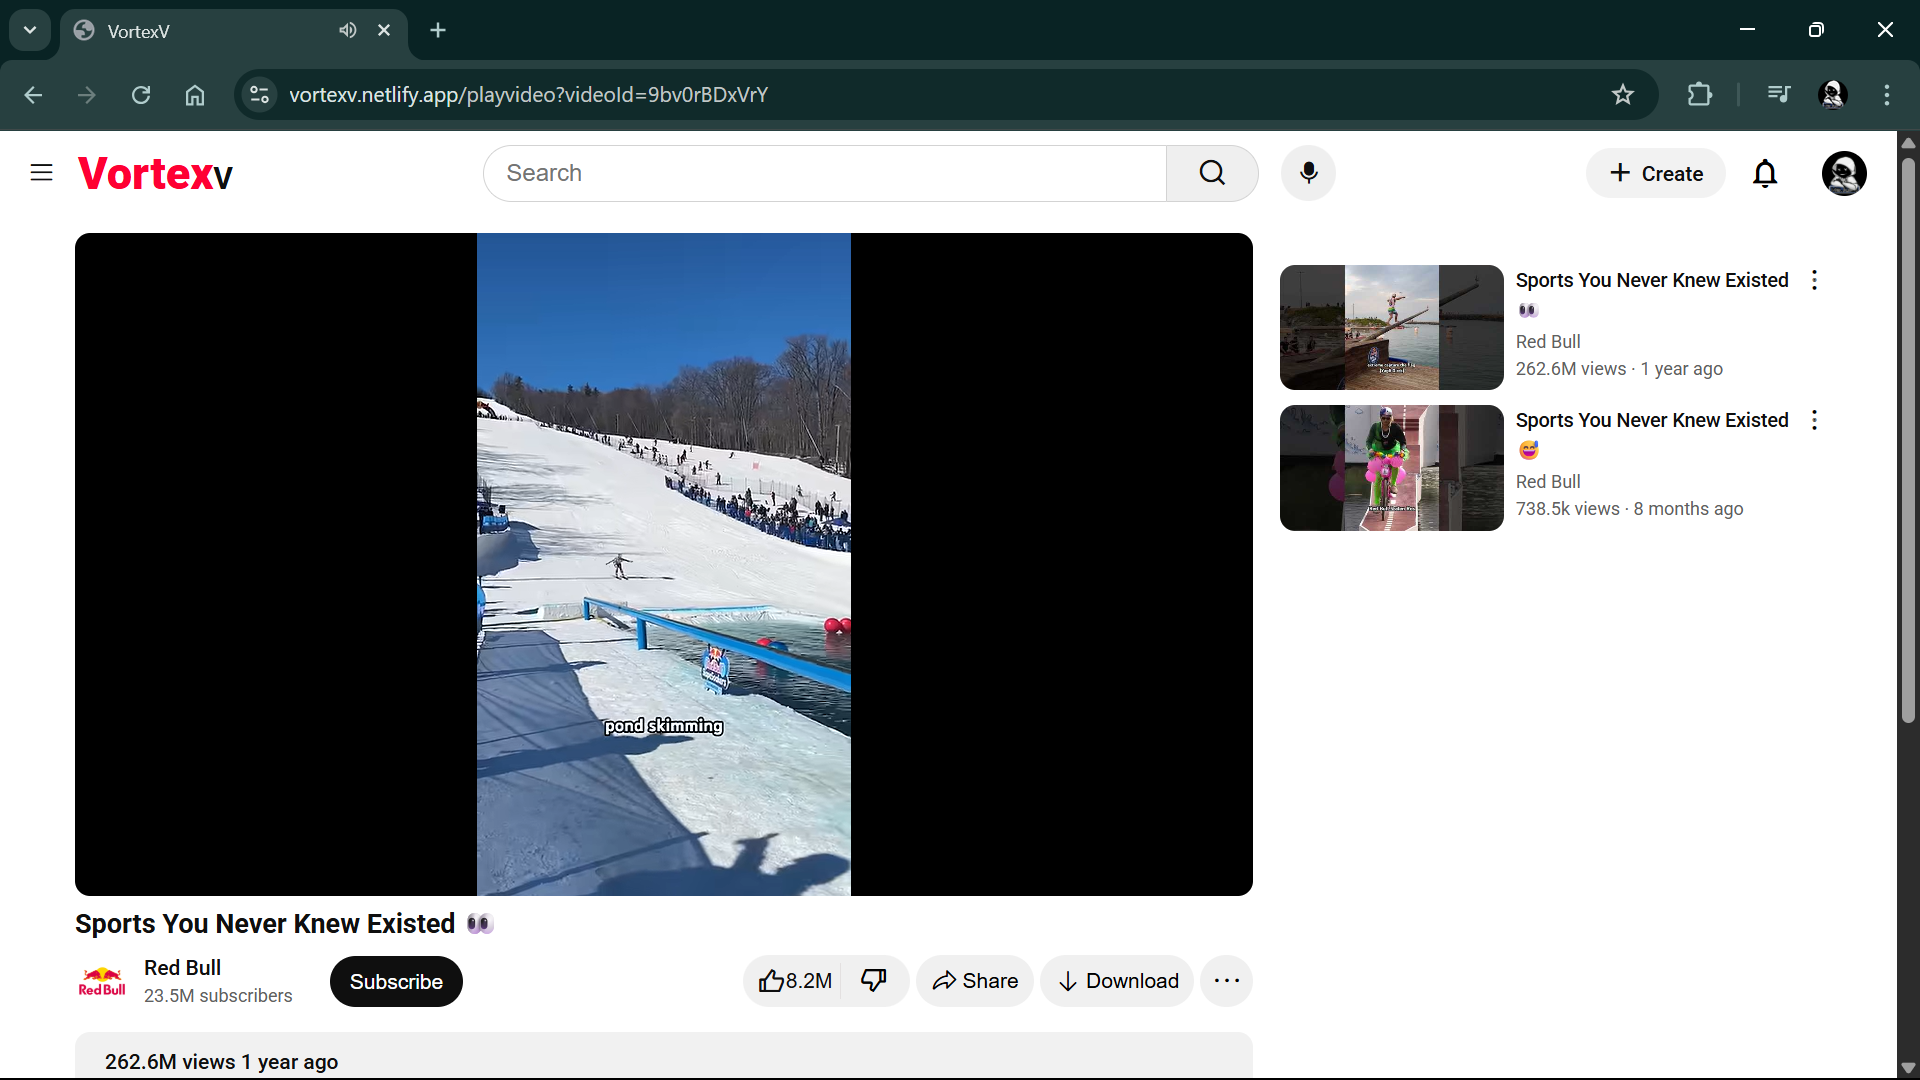 VortexV
vortexv.netlify.app/playvideo?videoId=9bv0rBDxVrY
Vortexv
Search
Create
pond skimming
Sports You Never Knew Existed 👀
Red Bull
262.6M views · 1 year ago
Sports You Never Knew Existed 😅
Red Bull
738.5k views · 8 months ago
Sports You Never Knew Existed 👀
Red Bull
Red Bull
23.5M subscribers
Subscribe
8.2M
Share
Download
262.6M views 1 year ago